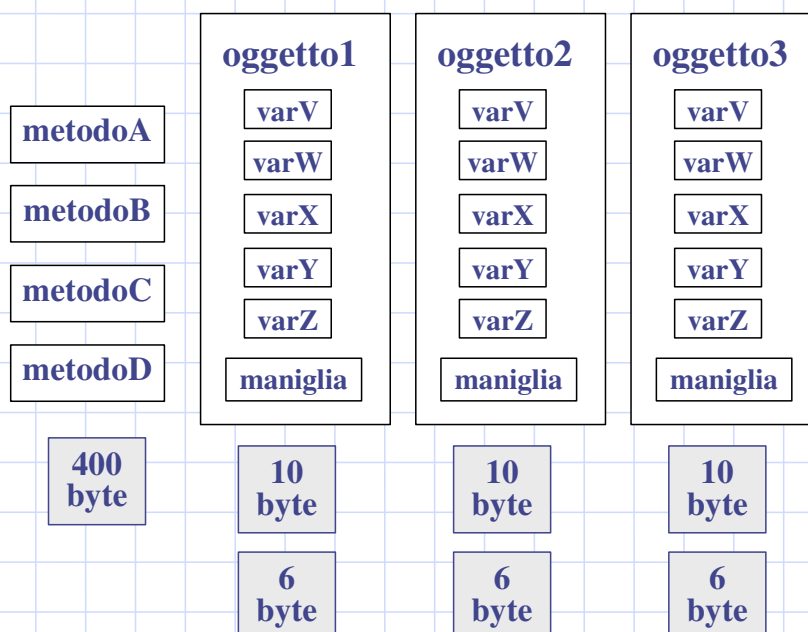 metodoA
metodoB
metodoC
metodoD
400
byte
oggetto1
varV
varW
varX
varY
varZ
maniglia
10
byte
6
byte
oggetto2
varV
varW
varX
varY
varZ
maniglia
10
byte
6
byte
oggetto3
varV
varW
varX
varY
varZ
maniglia
10
byte
6
byte